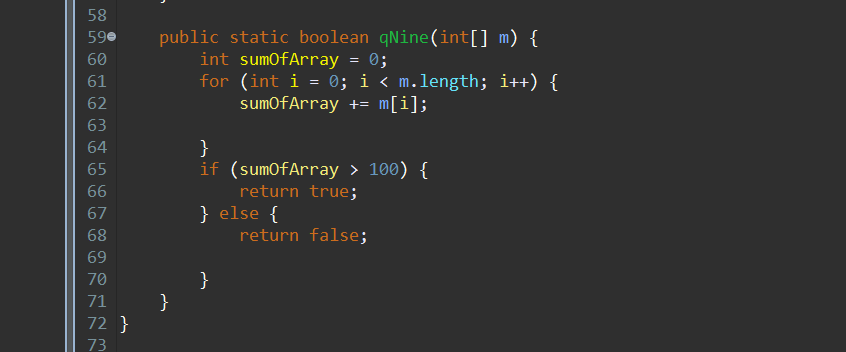 58
59 public static boolean qNine(int[] m) {
60 int sumOfArray = 0;
61 for (int i = 0; i < m.length; i++) {
62 sumOfArray += m[i];
63
64 }
65 if (sumOfArray > 100) {
66 return true;
67 } else {
68 return false;
69
70 }
71 }
72 }
73